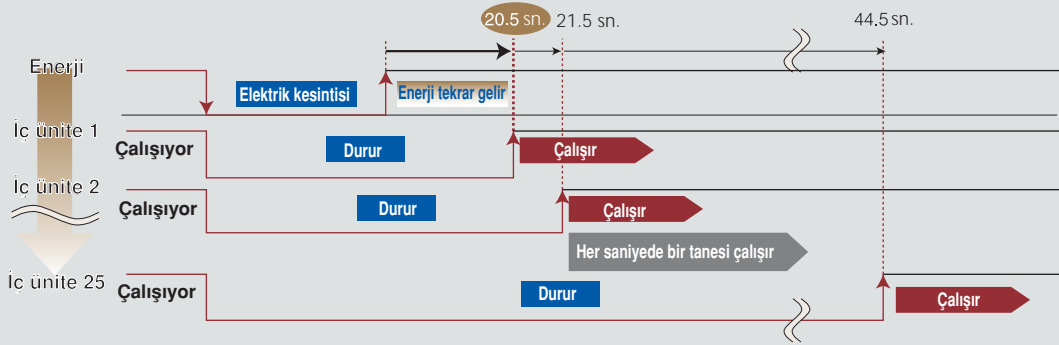 20.5 sn. 21.5 sn. 44.5 sn.
Enerji
Elektrik kesintisi
Enerji tekrar gelir
İç ünite 1
Çalışıyor
Durur
Çalışır
İç ünite 2
Çalışıyor
Durur
Çalışır
Her saniyede bir tanesi çalışır
İç ünite 25
Çalışıyor
Durur
Çalışır